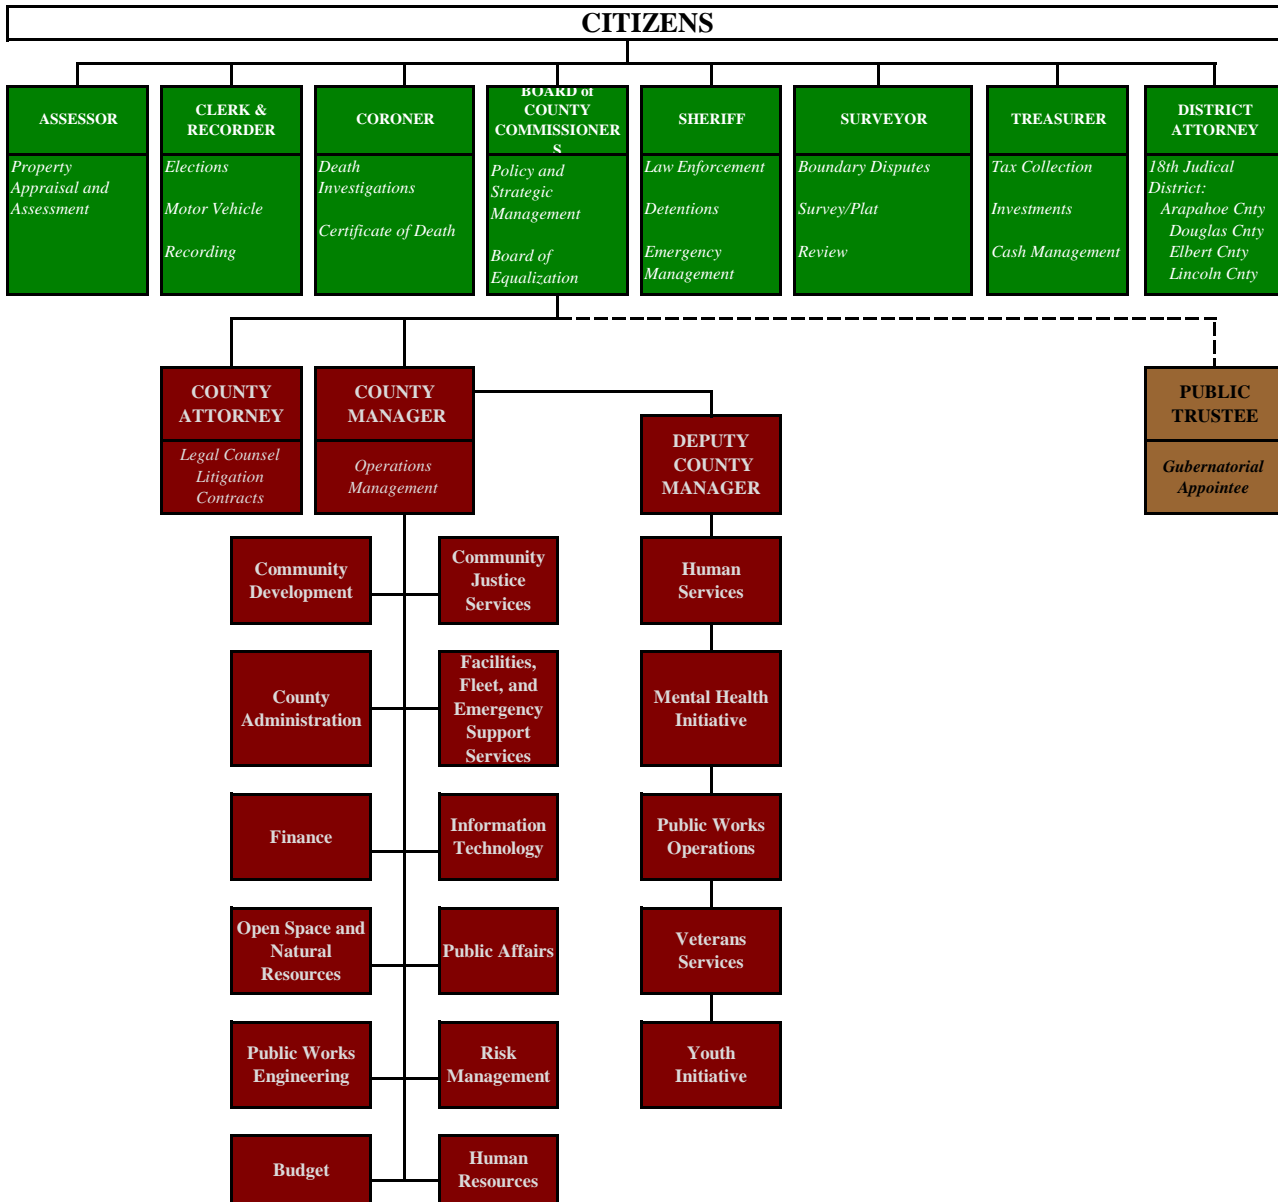 CITIZENS
ASSESSOR
Property
Appraisal and
Assessment
CLERK &
RECORDER
Elections
Motor Vehicle
Recording
CORONER
Death
Investigations
Certificate of Death
BOARD of
COUNTY
COMMISSIONER
S
Policy and
Strategic
Management
Board of
Equalization
SHERIFF
Law Enforcement
Detentions
Emergency
Management
SURVEYOR
Boundary Disputes
Survey/Plat
Review
TREASURER
Tax Collection
Investments
Cash Management
DISTRICT
ATTORNEY
18th Judical
District:
Arapahoe Cnty
Douglas Cnty
Elbert Cnty
Lincoln Cnty
COUNTY
ATTORNEY
Legal Counsel
Litigation
Contracts
COUNTY
MANAGER
Operations
Management
DEPUTY
COUNTY
MANAGER
PUBLIC
TRUSTEE
Gubernatorial
Appointee
Community
Development
Community
Justice
Services
Human
Services
County
Administration
Facilities,
Fleet, and
Emergency
Support
Services
Mental Health
Initiative
Finance
Information
Technology
Public Works
Operations
Open Space and
Natural
Resources
Public Affairs
Veterans
Services
Public Works
Engineering
Risk
Management
Youth
Initiative
Budget
Human
Resources